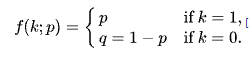 f(k; p) = { p if k = 1,
q = 1 − p if k = 0. [